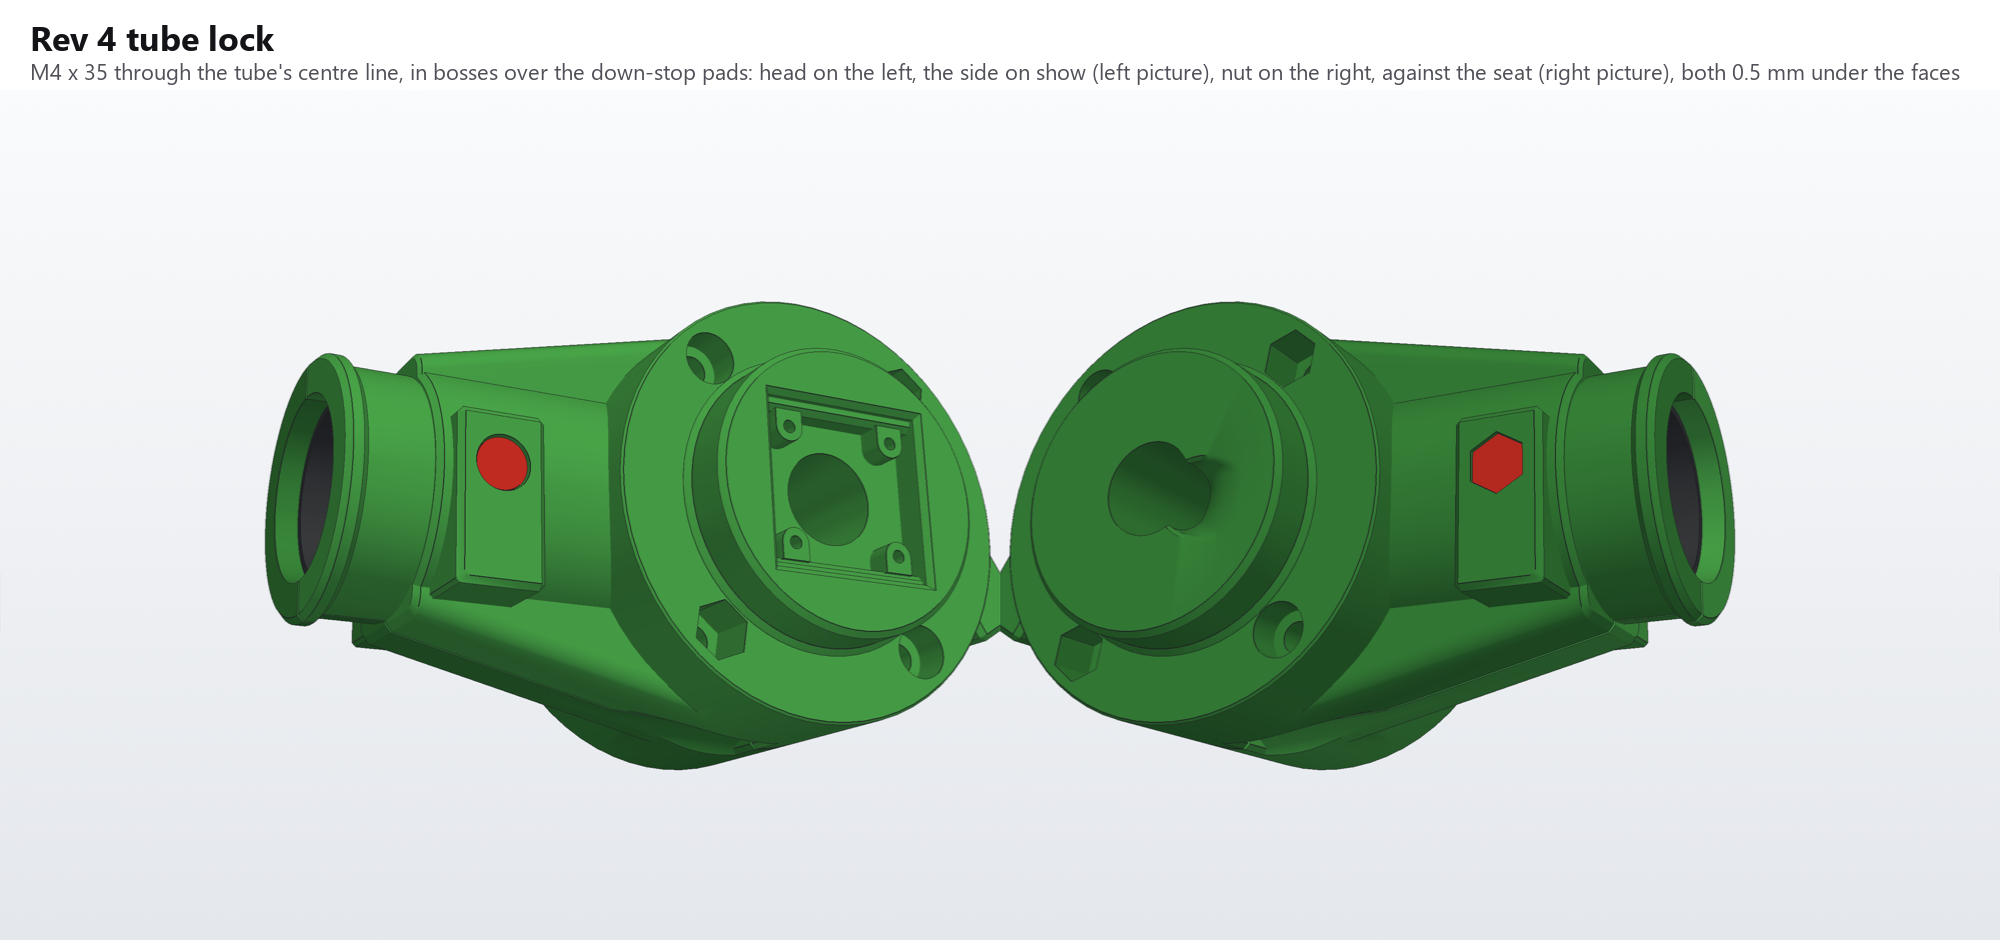 Rev 4 tube lock
M4 x 35 through the tube's centre line, in bosses over the down-stop pads: head on the left, the side on show (left picture), nut on the right, against the seat (right picture), both 0.5 mm under the faces